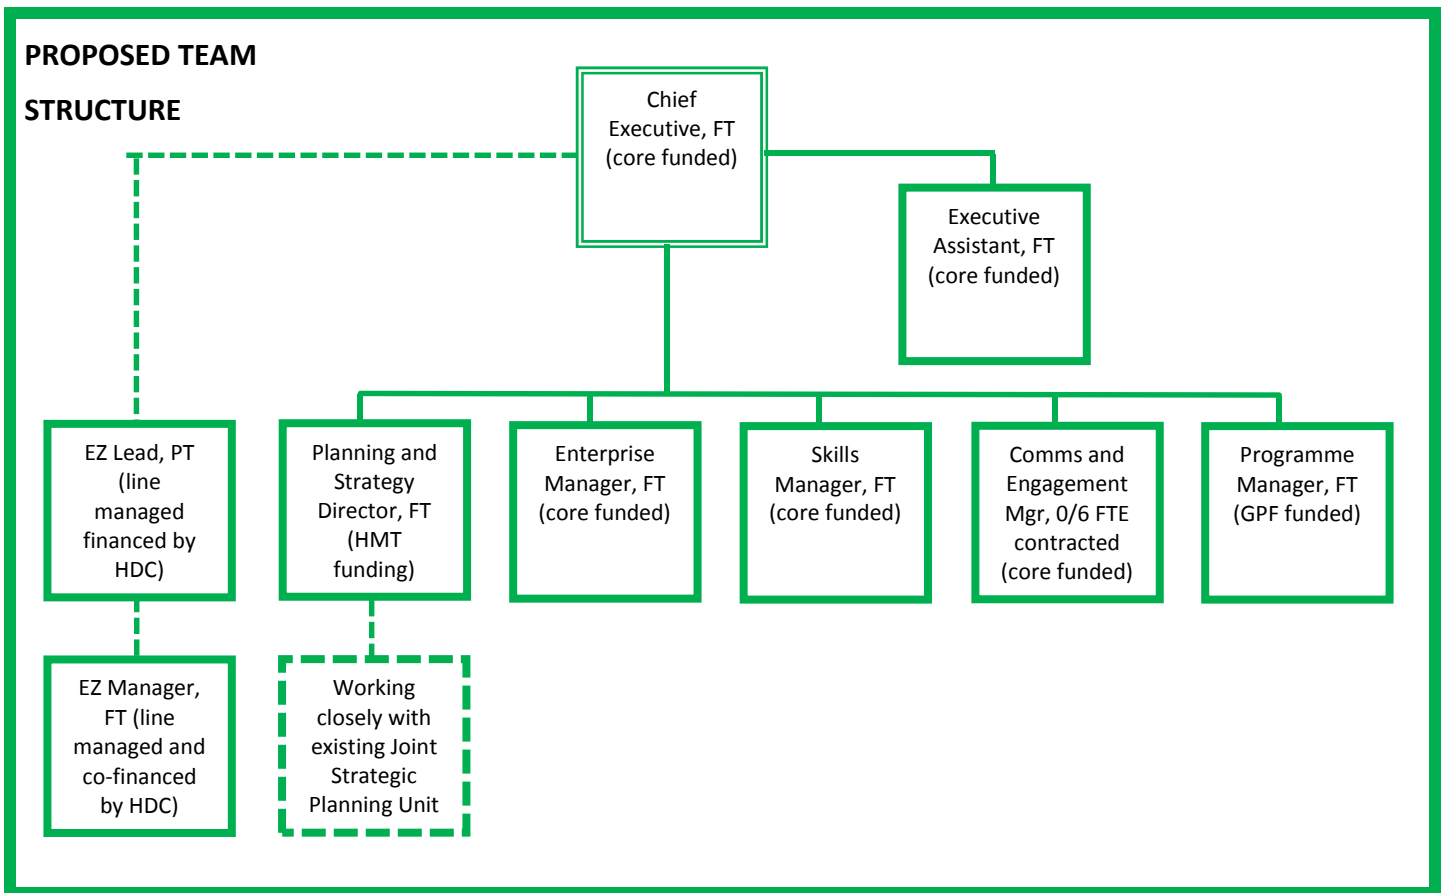 PROPOSED TEAM
STRUCTURE
Chief
Executive, FT
(core funded)
Executive
Assistant, FT
(core funded)
EZ Lead, PT
(line
managed
financed by
HDC)
Planning and
Strategy
Director, FT
(HMT
funding)
Enterprise
Manager, FT
(core funded)
Skills
Manager, FT
(core funded)
Comms and
Engagement
Mgr, 0/6 FTE
contracted
(core funded)
Programme
Manager, FT
(GPF funded)
EZ Manager,
FT (line
managed and
co-financed
by HDC)
Working
closely with
existing Joint
Strategic
Planning Unit